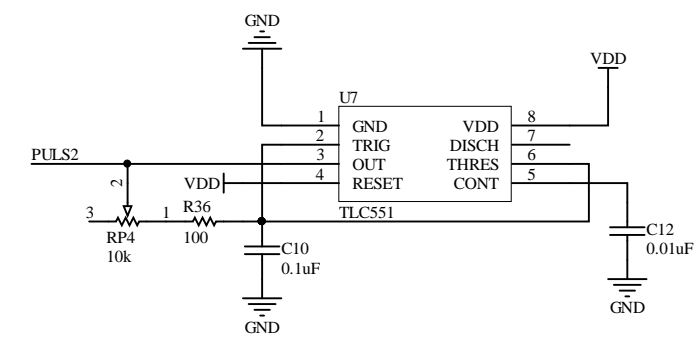 GND
VDD
U7
1 GND VDD 8
2 TRIG DISCH 7
PULS2 3 OUT THRES 6
VDD 4 RESET CONT 5
2
3 1 R36 TLC551
RP4 100
10k
C10
0.1uF
C12
0.01uF
GND
GND